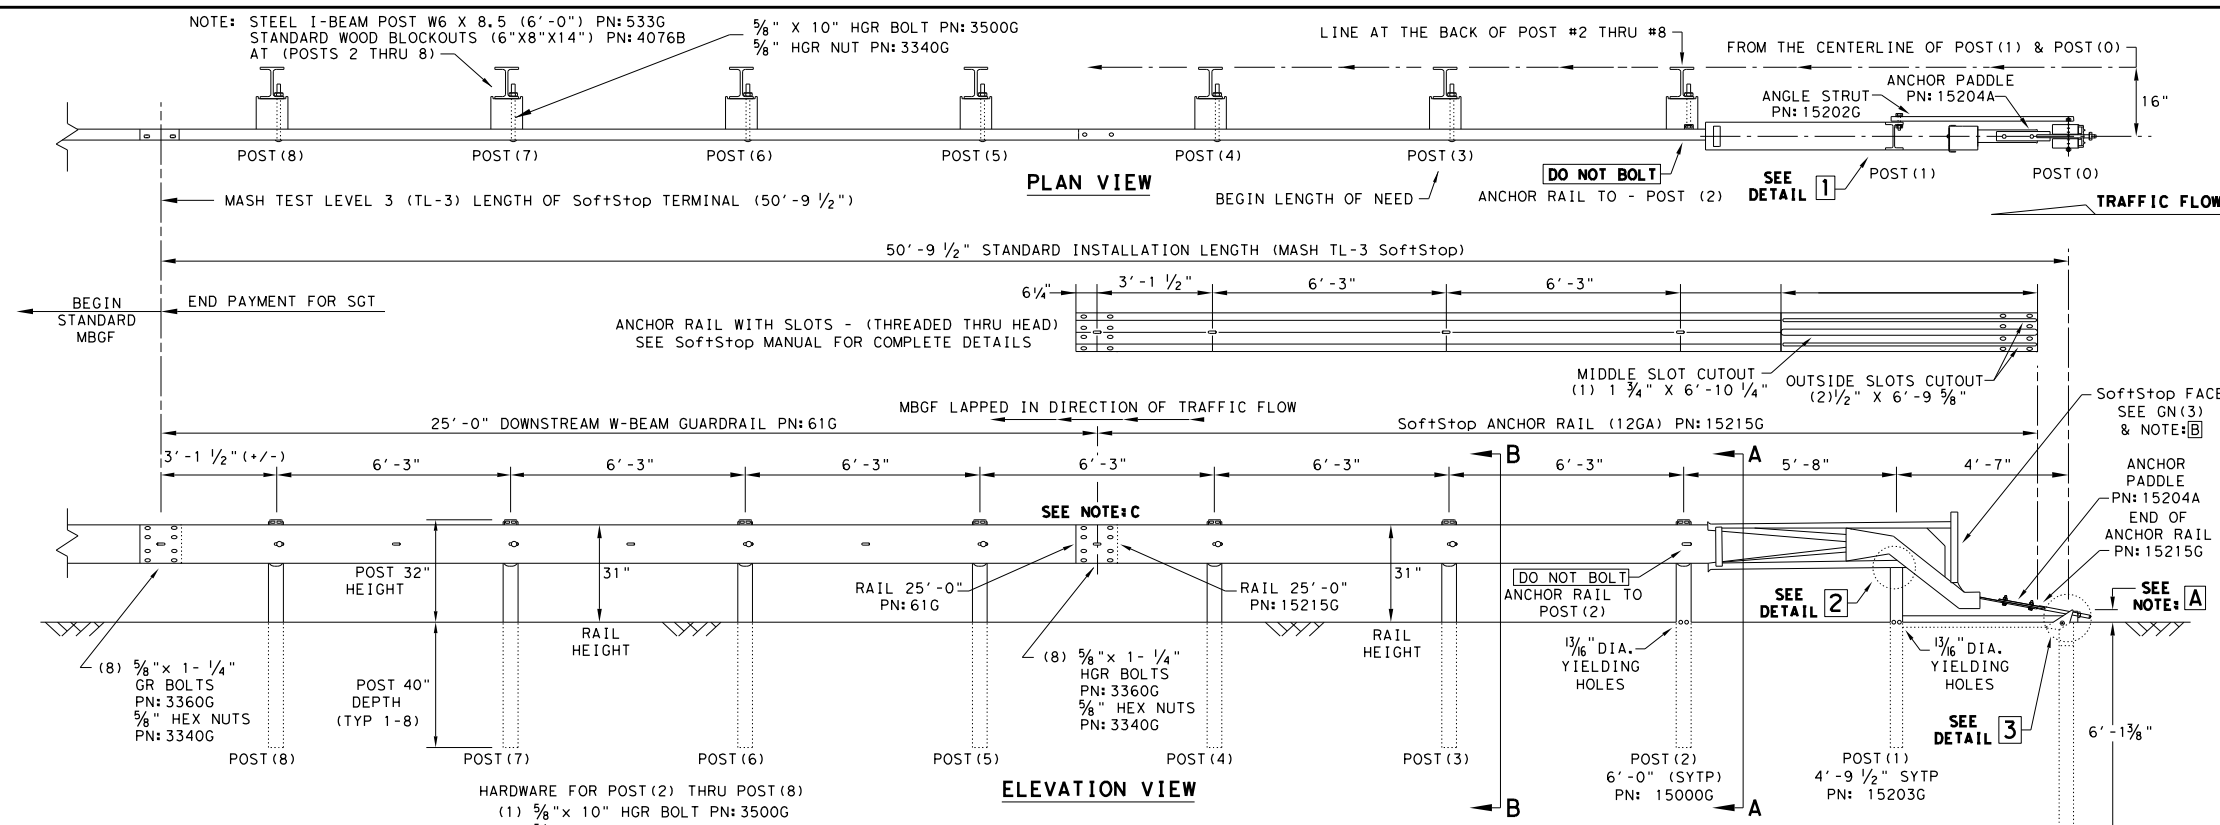 NOTE: STEEL I-BEAM POST W6 X 8.5 (6'-0") PN:533G
STANDARD WOOD BLOCKOUTS (6"X8"X14") PN:4076B
AT (POSTS 2 THRU 8)
5/8" X 10" HGR BOLT PN:3500G
5/8" HGR NUT PN:3340G
LINE AT THE BACK OF POST #2 THRU #8
FROM THE CENTERLINE OF POST(1) & POST(0)
ANCHOR PADDLE
PN:15204A
ANGLE STRUT
PN:15202G
16"
POST(8)
POST(7)
POST(6)
POST(5)
POST(4)
POST(3)
POST(1)
POST(0)
PLAN VIEW
DO NOT BOLT
ANCHOR RAIL TO - POST (2)
SEE
DETAIL 1
BEGIN LENGTH OF NEED
MASH TEST LEVEL 3 (TL-3) LENGTH OF SoftStop TERMINAL (50'-9 1/2")
TRAFFIC FLOW
50'-9 1/2" STANDARD INSTALLATION LENGTH (MASH TL-3 SoftStop)
BEGIN
STANDARD
MBGF
END PAYMENT FOR SGT
6 1/4"
3'-1 1/2"
6'-3"
6'-3"
ANCHOR RAIL WITH SLOTS - (THREADED THRU HEAD)
SEE SoftStop MANUAL FOR COMPLETE DETAILS
MIDDLE SLOT CUTOUT
(1) 1 3/4" X 6'-10 1/4"
OUTSIDE SLOTS CUTOUT
(2)1/2" X 6'-9 5/8"
SoftStop FACE
SEE GN(3)
& NOTE:B
MBGF LAPPED IN DIRECTION OF TRAFFIC FLOW
25'-0" DOWNSTREAM W-BEAM GUARDRAIL PN:61G
SoftStop ANCHOR RAIL (12GA) PN:15215G
3'-1 1/2"(+/-)
6'-3"
6'-3"
6'-3"
6'-3"
6'-3"
6'-3"
5'-8"
4'-7"
B
A
ANCHOR
PADDLE
PN:15204A
END OF
ANCHOR RAIL
PN:15215G
SEE NOTE:C
POST 32"
HEIGHT
31"
RAIL
HEIGHT
RAIL 25'-0"
PN:61G
RAIL 25'-0"
PN:15215G
31"
RAIL
HEIGHT
DO NOT BOLT
ANCHOR RAIL TO
POST(2)
SEE
DETAIL 2
SEE
NOTE: A
(8) 5/8"x 1- 1/4"
GR BOLTS
PN:3360G
5/8" HEX NUTS
PN:3340G
POST 40"
DEPTH
(TYP 1-8)
(8) 5/8"x 1- 1/4"
HGR BOLTS
PN:3360G
5/8" HEX NUTS
PN:3340G
13/16" DIA.
YIELDING
HOLES
13/16" DIA.
YIELDING
HOLES
SEE
DETAIL 3
6'-1 3/8"
POST(8)
POST(7)
POST(6)
POST(5)
POST(4)
POST(3)
POST(2)
6'-0" (SYTP)
PN: 15000G
POST(1)
4'-9 1/2" SYTP
PN: 15203G
HARDWARE FOR POST(2) THRU POST(8)
(1) 5/8"x 10" HGR BOLT PN:3500G
ELEVATION VIEW
B
A